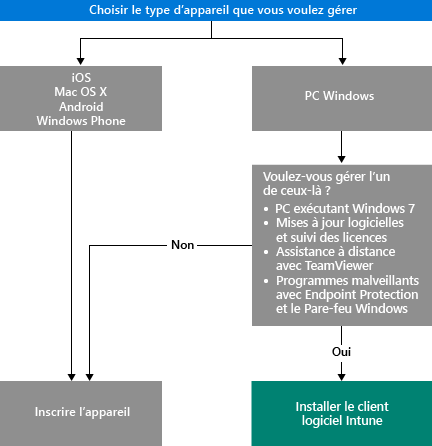 Choisir le type d'appareil que vous voulez gérer
iOS
Mac OS X
Android
Windows Phone
PC Windows
Voulez-vous gérer l'un
de ceux-là ?
• PC exécutant Windows 7
• Mises à jour logicielles
et suivi des licences
• Assistance à distance
avec TeamViewer
• Programmes malveillants
avec Endpoint Protection
et le Pare-feu Windows
Non
Oui
Inscrire l'appareil
Installer le client
logiciel Intune